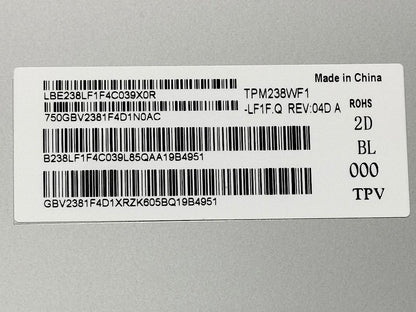 Made in China
LBE238LF1F4C039X0R
TPM238WF1
-LF1F.Q REV:04D A
ROHS
750GBV2381F4D1N0AC
2D
BL
B238LF1F4C039L85QAA19B4951
000
GBV2381F4D1XRZK605BQ19B4951
TPV